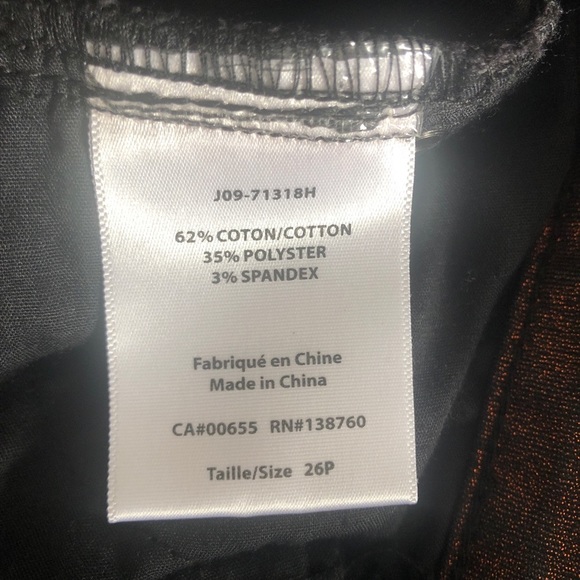 J09-71318H
62% COTON/COTTON
35% POLYSTER
3% SPANDEX
Fabriqué en Chine
Made in China
CA#00655 RN#138760
Taille/Size 26P